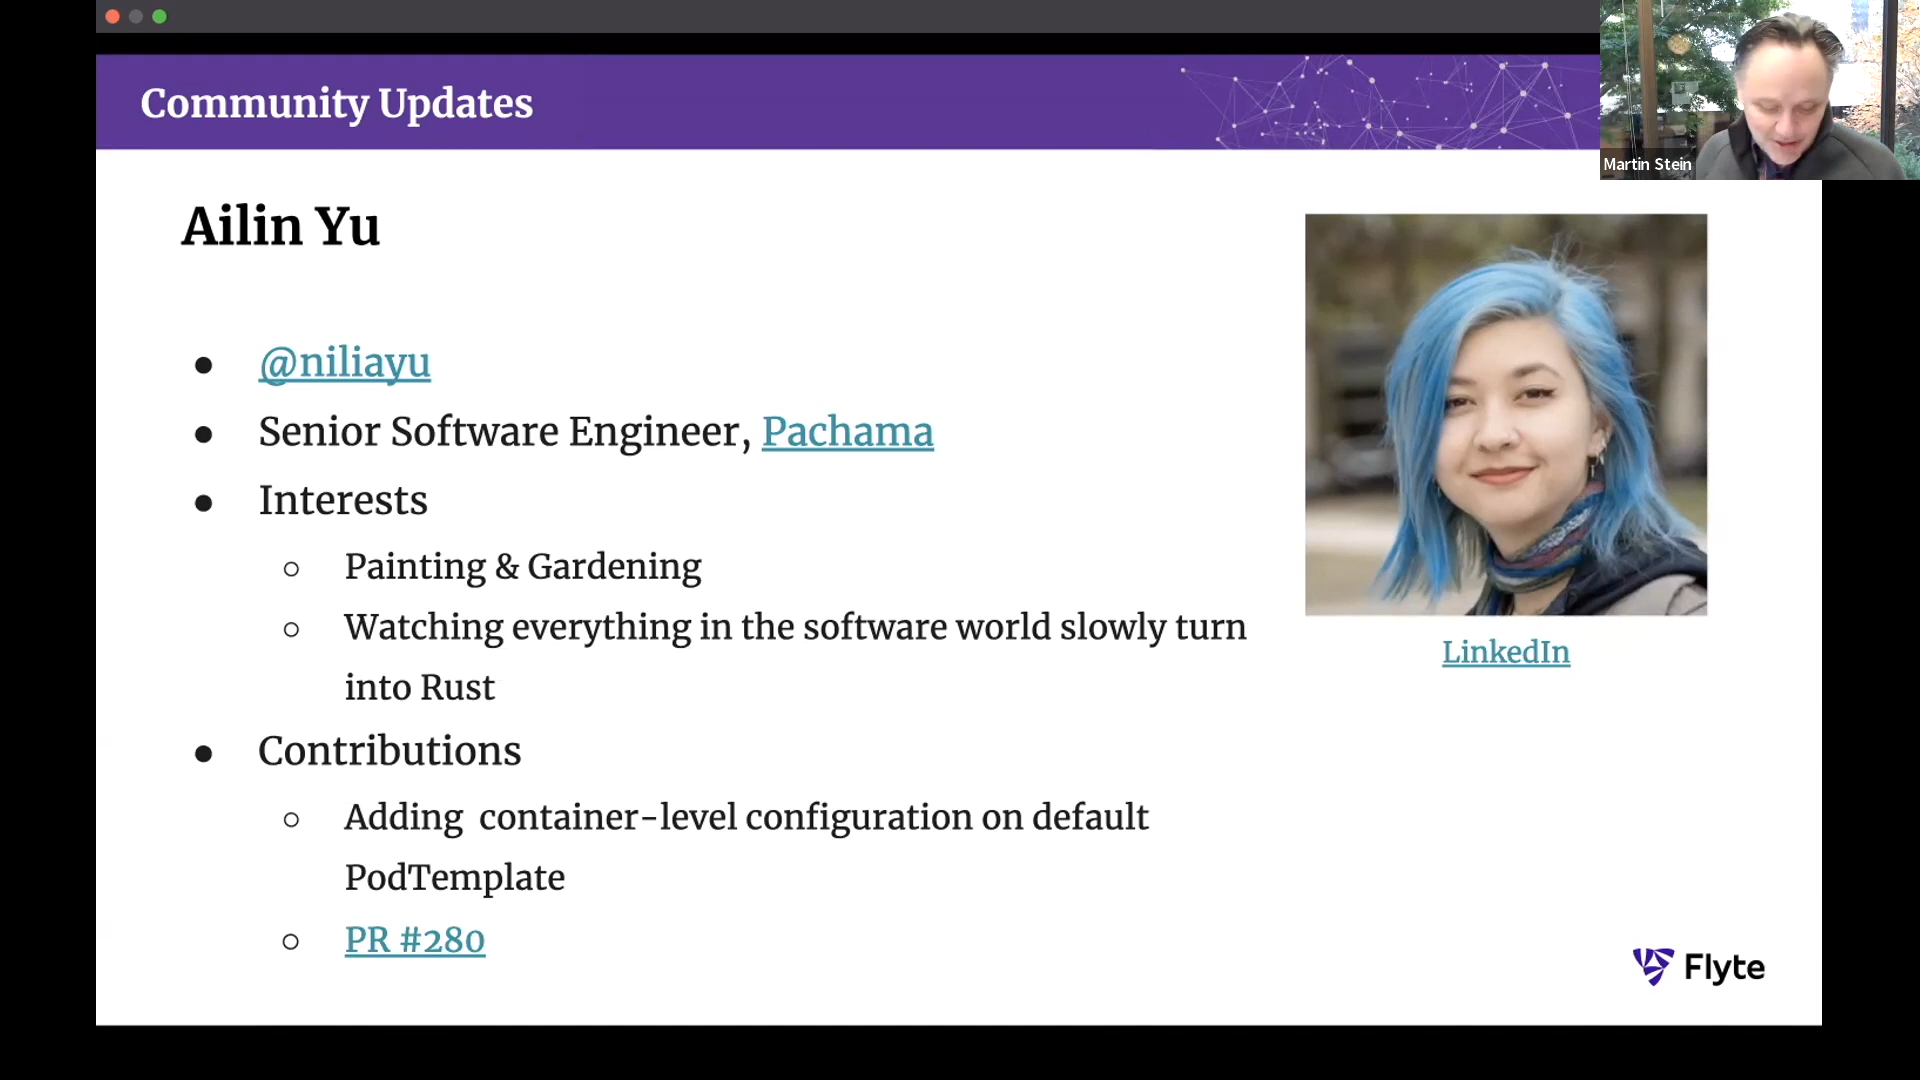 Community Updates
Martin Stein
Ailin Yu
@niliayu
Senior Software Engineer, Pachama
Interests
Painting & Gardening
Watching everything in the software world slowly turn
into Rust
Contributions
Adding container-level configuration on default
PodTemplate
PR #280
LinkedIn
Flyte